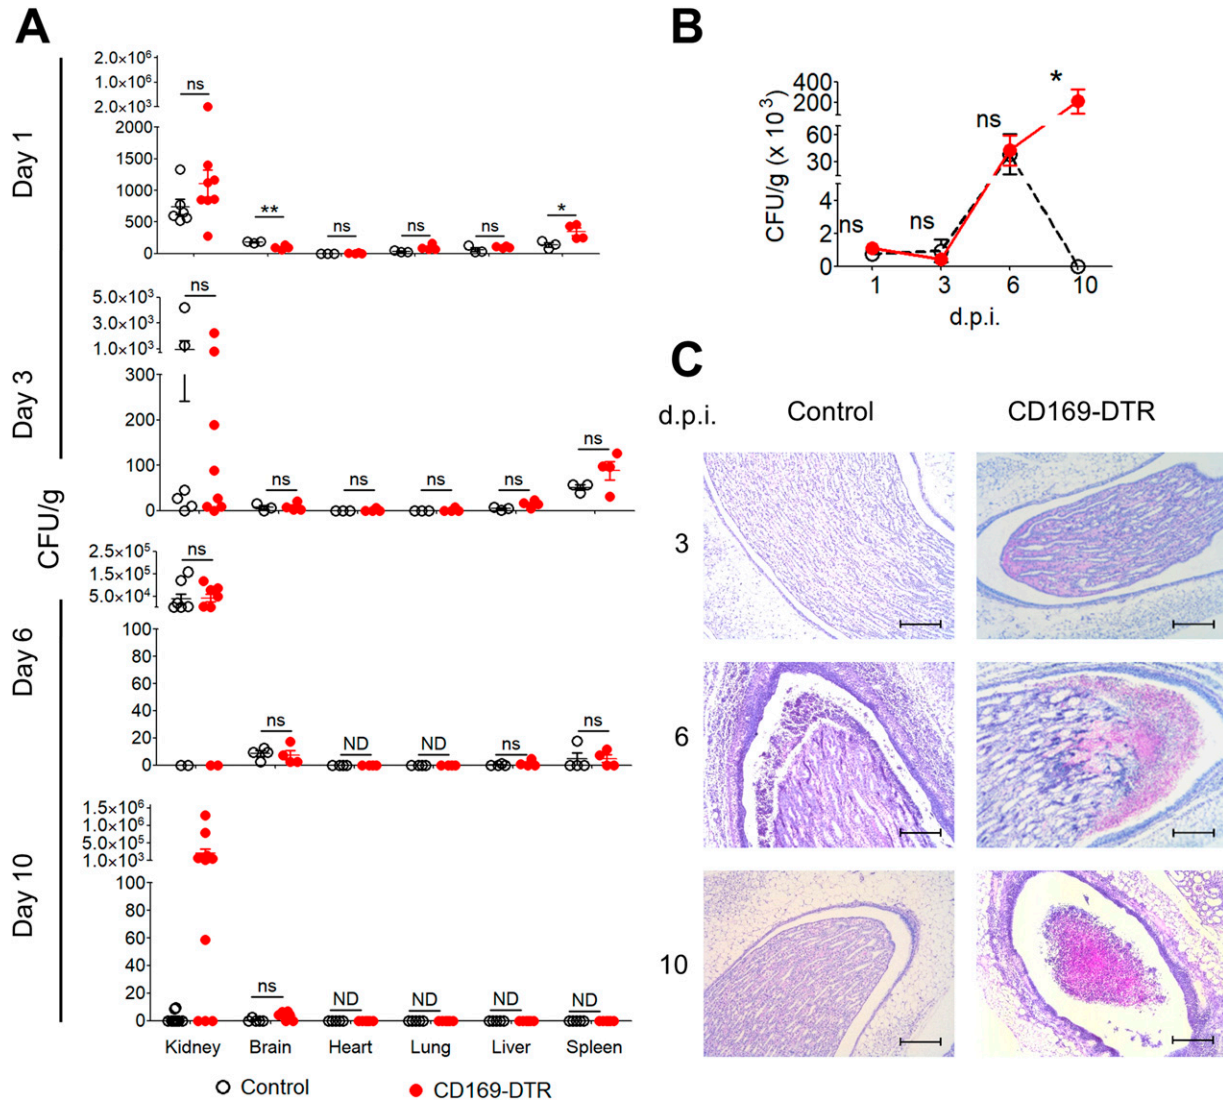 A
CFU/g
Day 1
2.0×10⁶
1.0×10⁶
2.0×10³
2000
1500
1000
500
0
ns
**
ns
ns
ns
*
Day 3
5.0×10³
3.0×10³
1.0×10³
300
200
100
0
ns
ns
ns
ns
ns
ns
Day 6
2.5×10⁵
1.5×10⁵
5.0×10⁴
100
80
60
40
20
0
ns
ns
ND
ND
ns
ns
Day 10
1.5×10⁶
1.0×10⁶
5.0×10⁵
1.0×10³
100
80
60
40
20
0
ns
ND
ND
ND
ND
Kidney Brain Heart Lung Liver Spleen
Control CD169-DTR
B
CFU/g (x 10³)
400
200
60
30
4
2
0
ns
ns
ns
*
1 3 6 10
d.p.i.
C
d.p.i. Control CD169-DTR
3
6
10